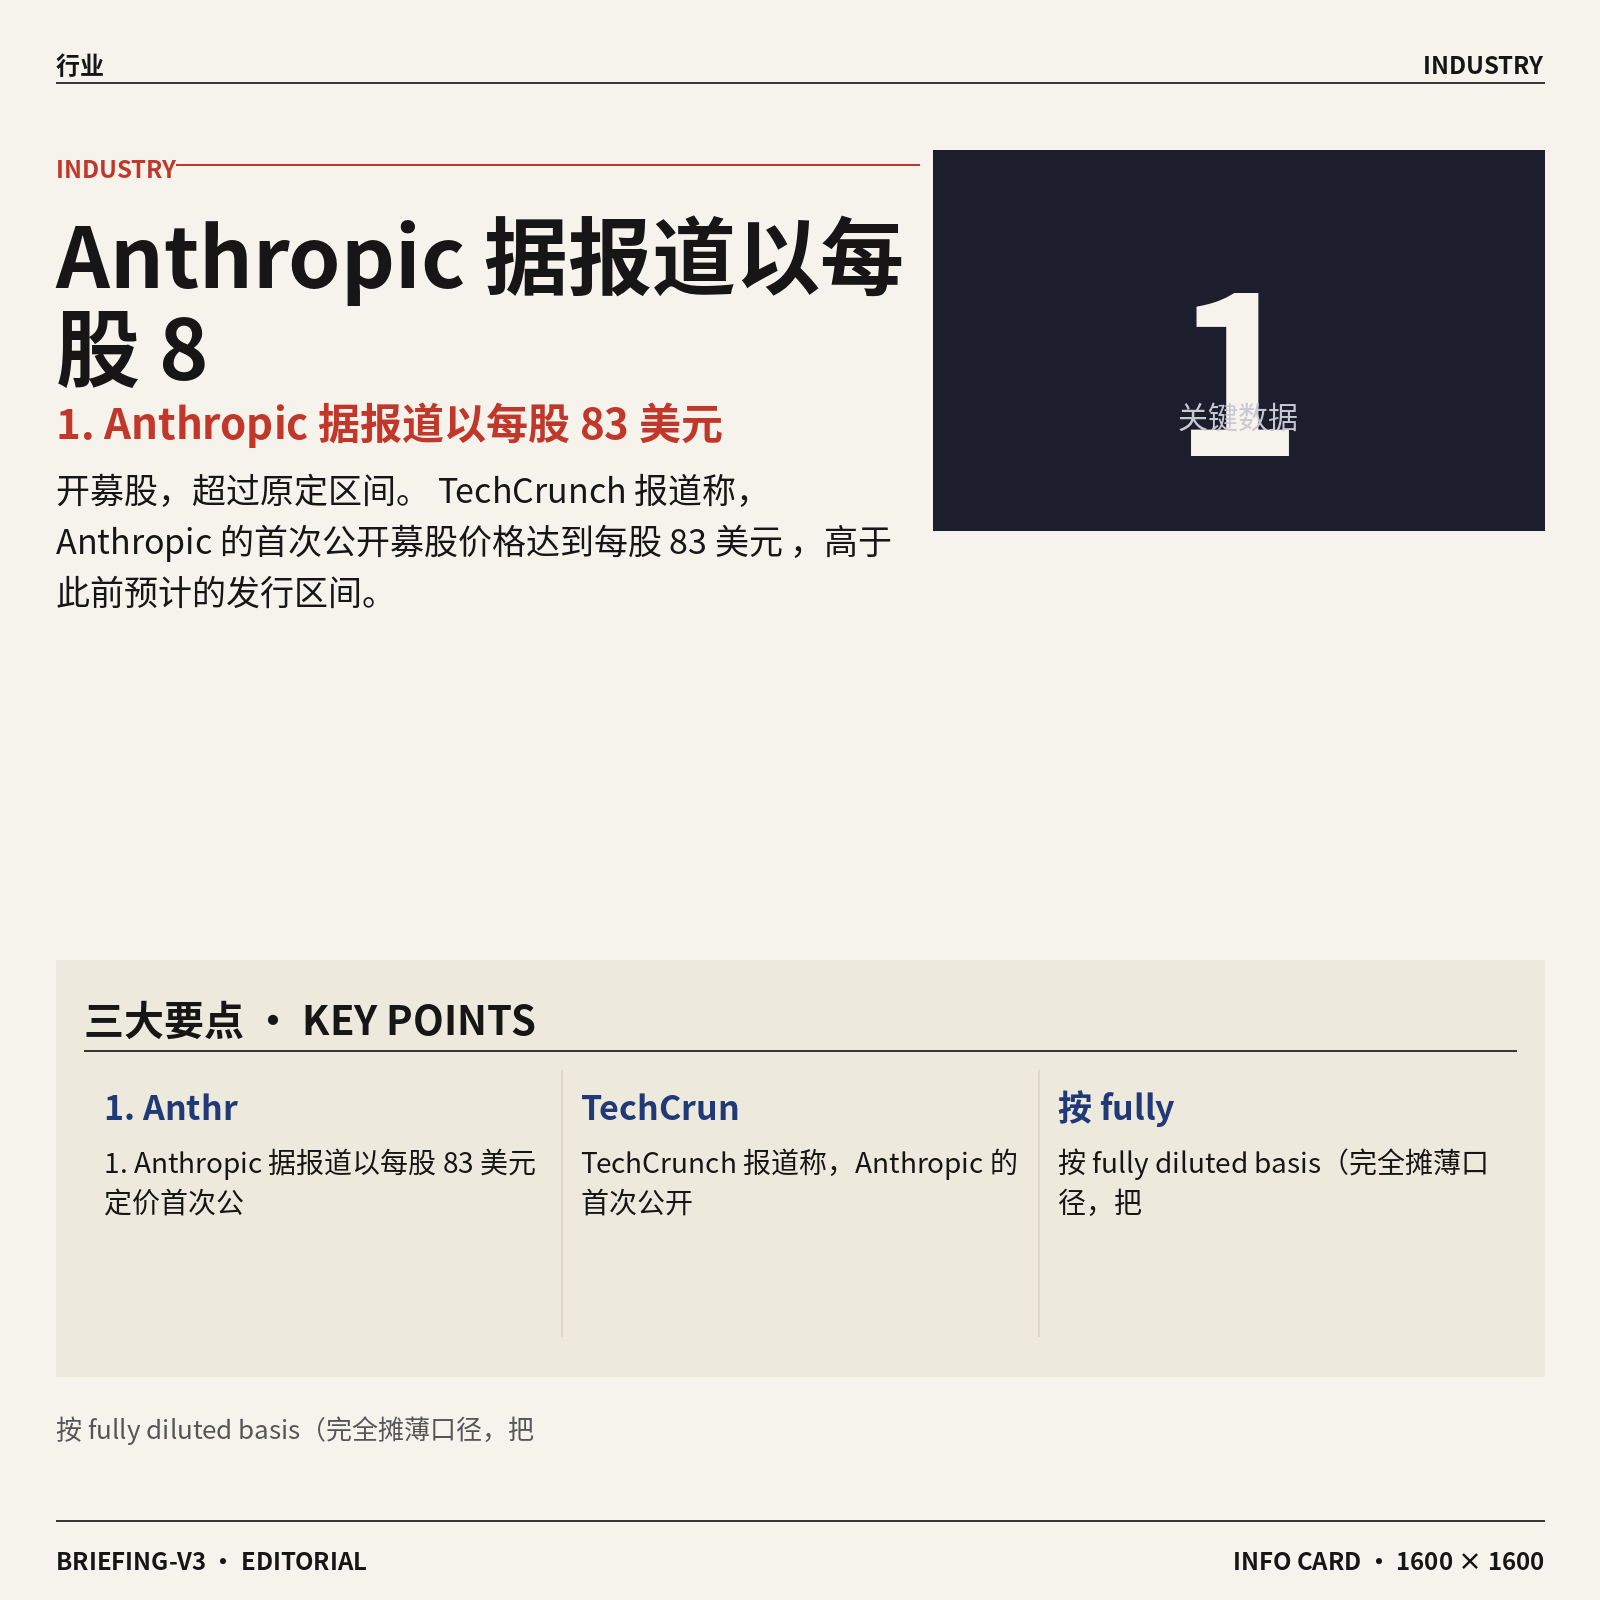 行业
INDUSTRY
INDUSTRY
Anthropic 据报道以每
股 8
1. Anthropic 据报道以每股 83 美元
开募股，超过原定区间。 TechCrunch 报道称，
Anthropic 的首次公开募股价格达到每股 83 美元 ，高于
此前预计的发行区间。
1
关键数据
三大要点 • KEY POINTS
1. Anthr
1. Anthropic 据报道以每股 83 美元
定价首次公
TechCrun
TechCrunch 报道称，Anthropic 的
首次公开
按 fully
按 fully diluted basis（完全摊薄口
径，把
按 fully diluted basis（完全摊薄口径，把
BRIEFING-V3 • EDITORIAL
INFO CARD • 1600 × 1600